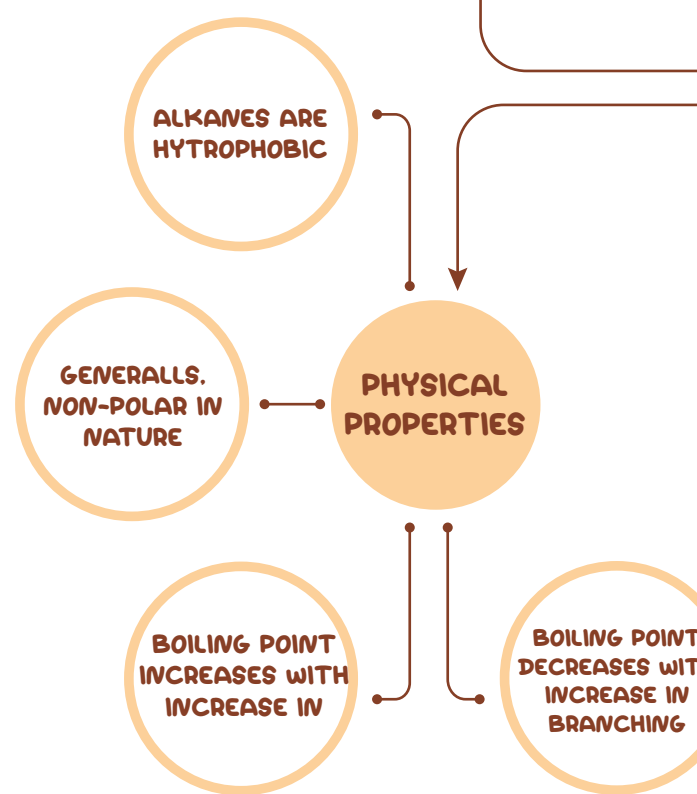 ALKANES ARE
HYTROPHOBIC
GENERALLS,
NON-POLAR IN
NATURE
PHYSICAL
PROPERTIES
BOILING POINT
INCREASES WITH
INCREASE IN
BOILING POINT
DECREASES WIT
INCREASE IN
BRANCHING